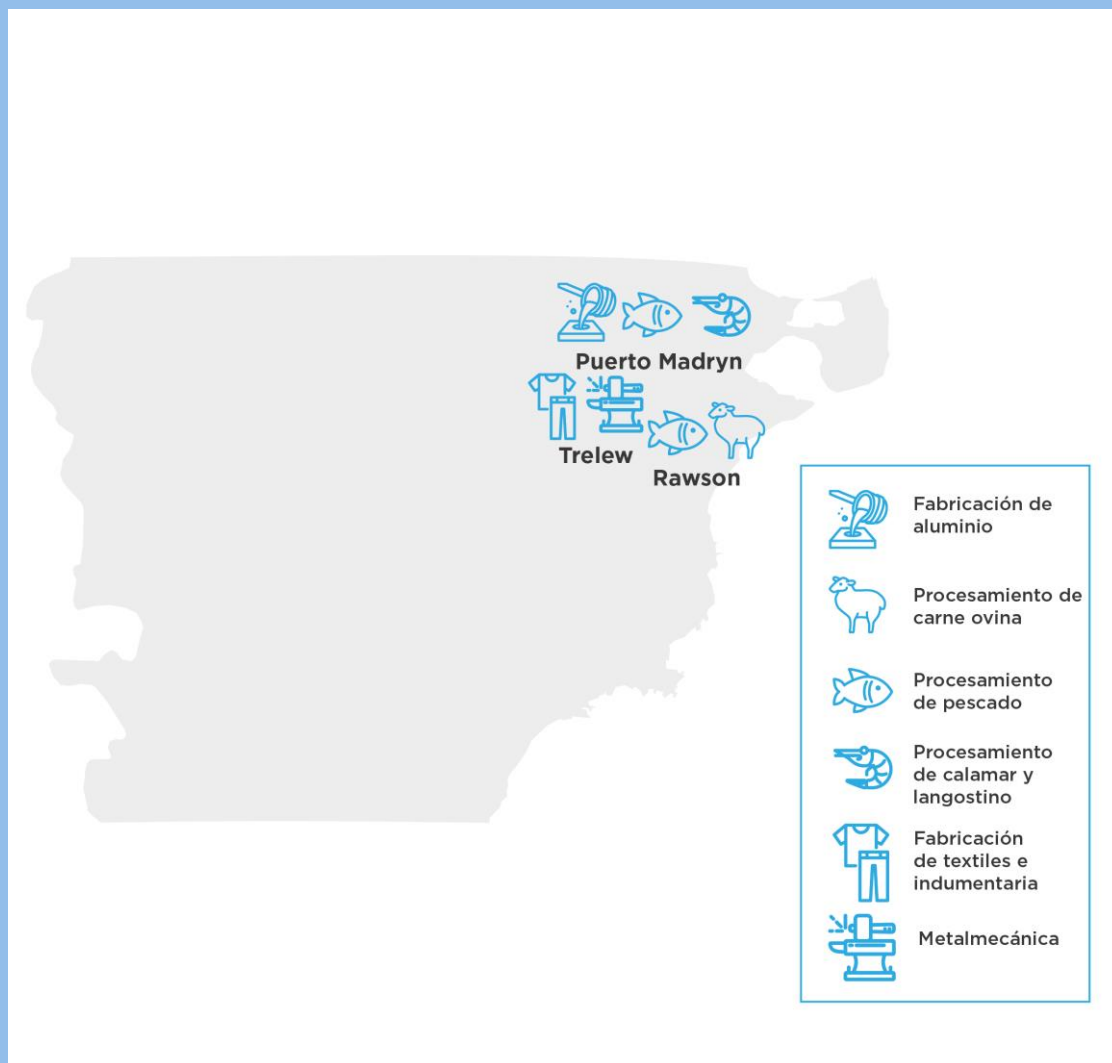 Puerto Madryn
Trelew
Rawson
Fabricación de
aluminio
Procesamiento de
carne ovina
Procesamiento
de pescado
Procesamiento
de calamar y
langostino
Fabricación
de textiles e
indumentaria
Metalmecánica